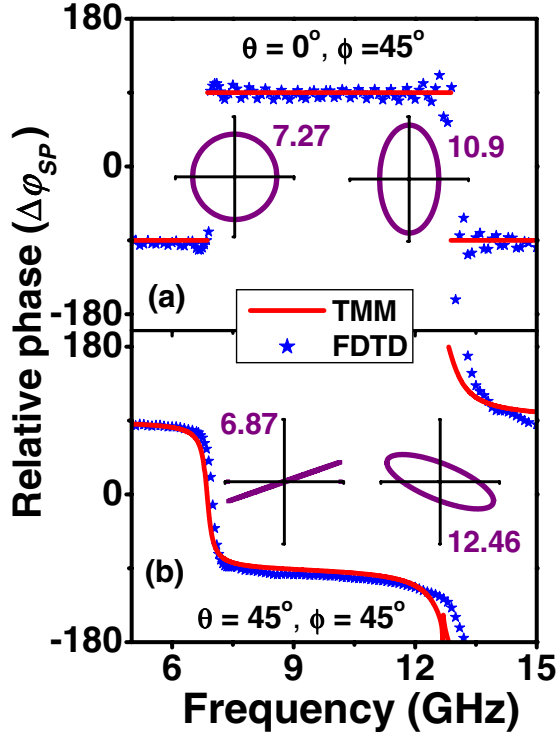 180
θ = 0°, ϕ =45°
7.27
10.9
0
(a)
-180
TMM
FDTD
180
6.87
0
12.46
(b)
θ = 45°, ϕ = 45°
-180
6 9 12 15
Frequency (GHz)
Relative phase (Δφ_SP)